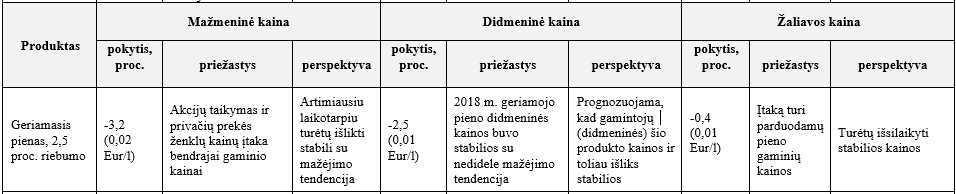 Produktas
Mažmeninė kaina
Didmeninė kaina
Žaliavos kaina
pokytis,
proc.
priežastys
perspektyva
pokytis,
proc.
priežastys
perspektyva
pokytis,
proc.
priežastys
perspektyva
Geriamasis
pienas, 2,5
proc. riebumo
-3,2
(0,02
Eur/l)
Akcijų taikymas ir
privačių prekės
ženklų kainų įtaka
bendrajai gaminio
kainai
Artimiausiu
laikotarpiu
turėtų išlikti
stabili su
mažėjimo
tendencija
-2,5
(0,01
Eur/l)
2018 m. geriamojo
pieno didmeninės
kainos buvo
stabilios su
nedidele mažėjimo
tendencija
Prognozuojama,
kad gamintojų
(didmeninės) šio
produkto kainos ir
toliau išliks
stabilios
-0,4
(0,01
Eur/l)
Įtaką turi
parduodamų
pieno
gaminių
kainos
Turėtų išsilaikyti
stabilios kainos